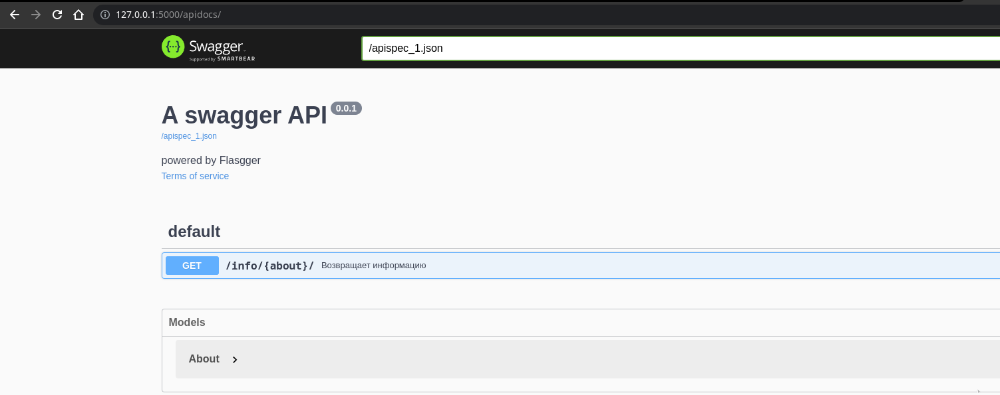 127.0.0.1:5000/apidocs/
{···} Swagger
Supported by SMARTBEAR
/apispec_1.json
A swagger API 0.0.1
/apispec_1.json
powered by Flasgger
Terms of service
default
GET /info/{about}/ Возвращает информацию
Models
About